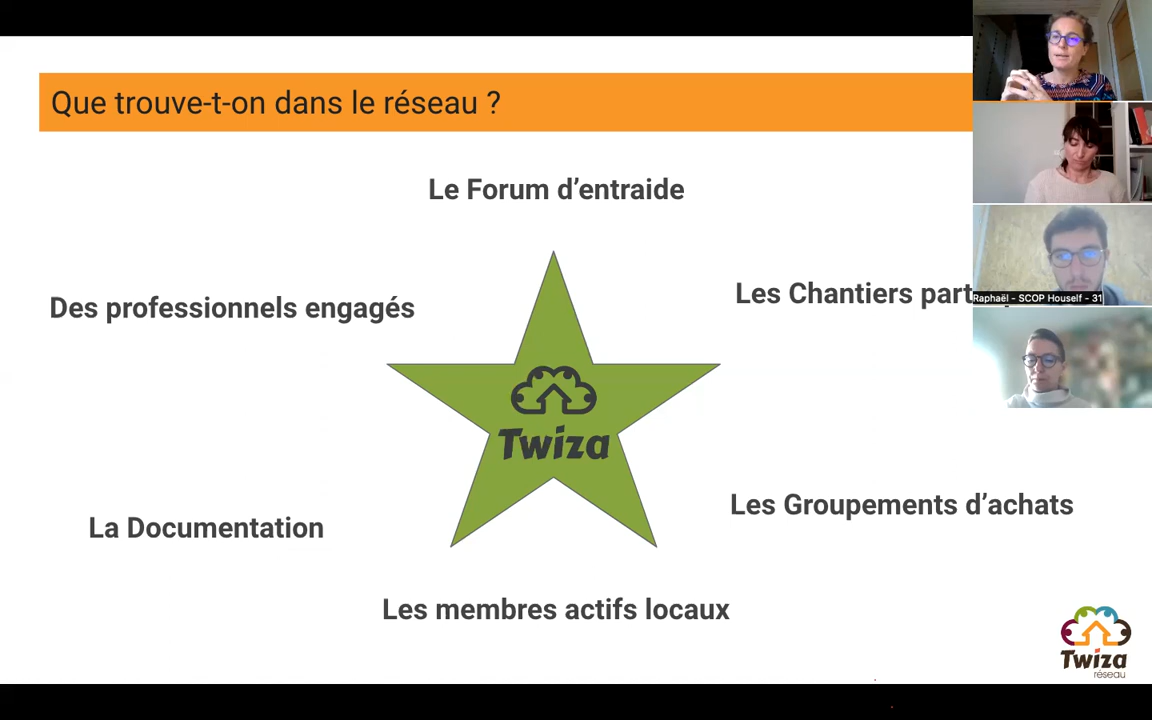 Que trouve-t-on dans le réseau ?
Le Forum d’entraide
Des professionnels engagés
Les Chantiers
Raphaël - SCOP Houself - 31
Twiza
Les Groupements d’achats
La Documentation
Les membres actifs locaux
Twiza
réseau